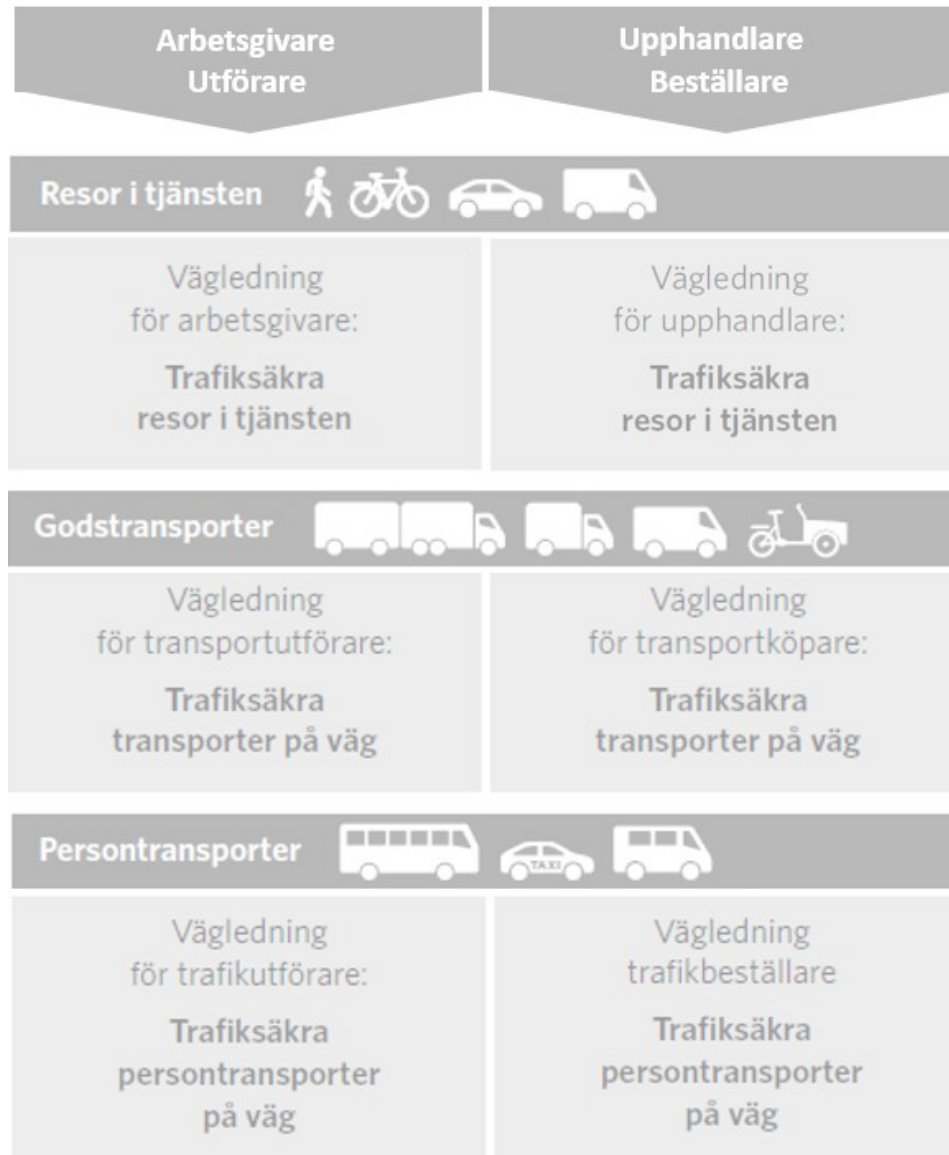 Arbetsgivare
Utförare
Upphandlare
Beställare
Resor i tjänsten
Vägledning
för arbetsgivare:
Trafiksäkra
resor i tjänsten
Vägledning
för upphandlare:
Trafiksäkra
resor i tjänsten
Godstransporter
Vägledning
för transportutförare:
Trafiksäkra
transporter på väg
Vägledning
för transportköpare:
Trafiksäkra
transporter på väg
Persontransporter
TAXI
Vägledning
för trafikutförare:
Trafiksäkra
persontransporter
på väg
Vägledning
trafikbeställare
Trafiksäkra
persontransporter
på väg